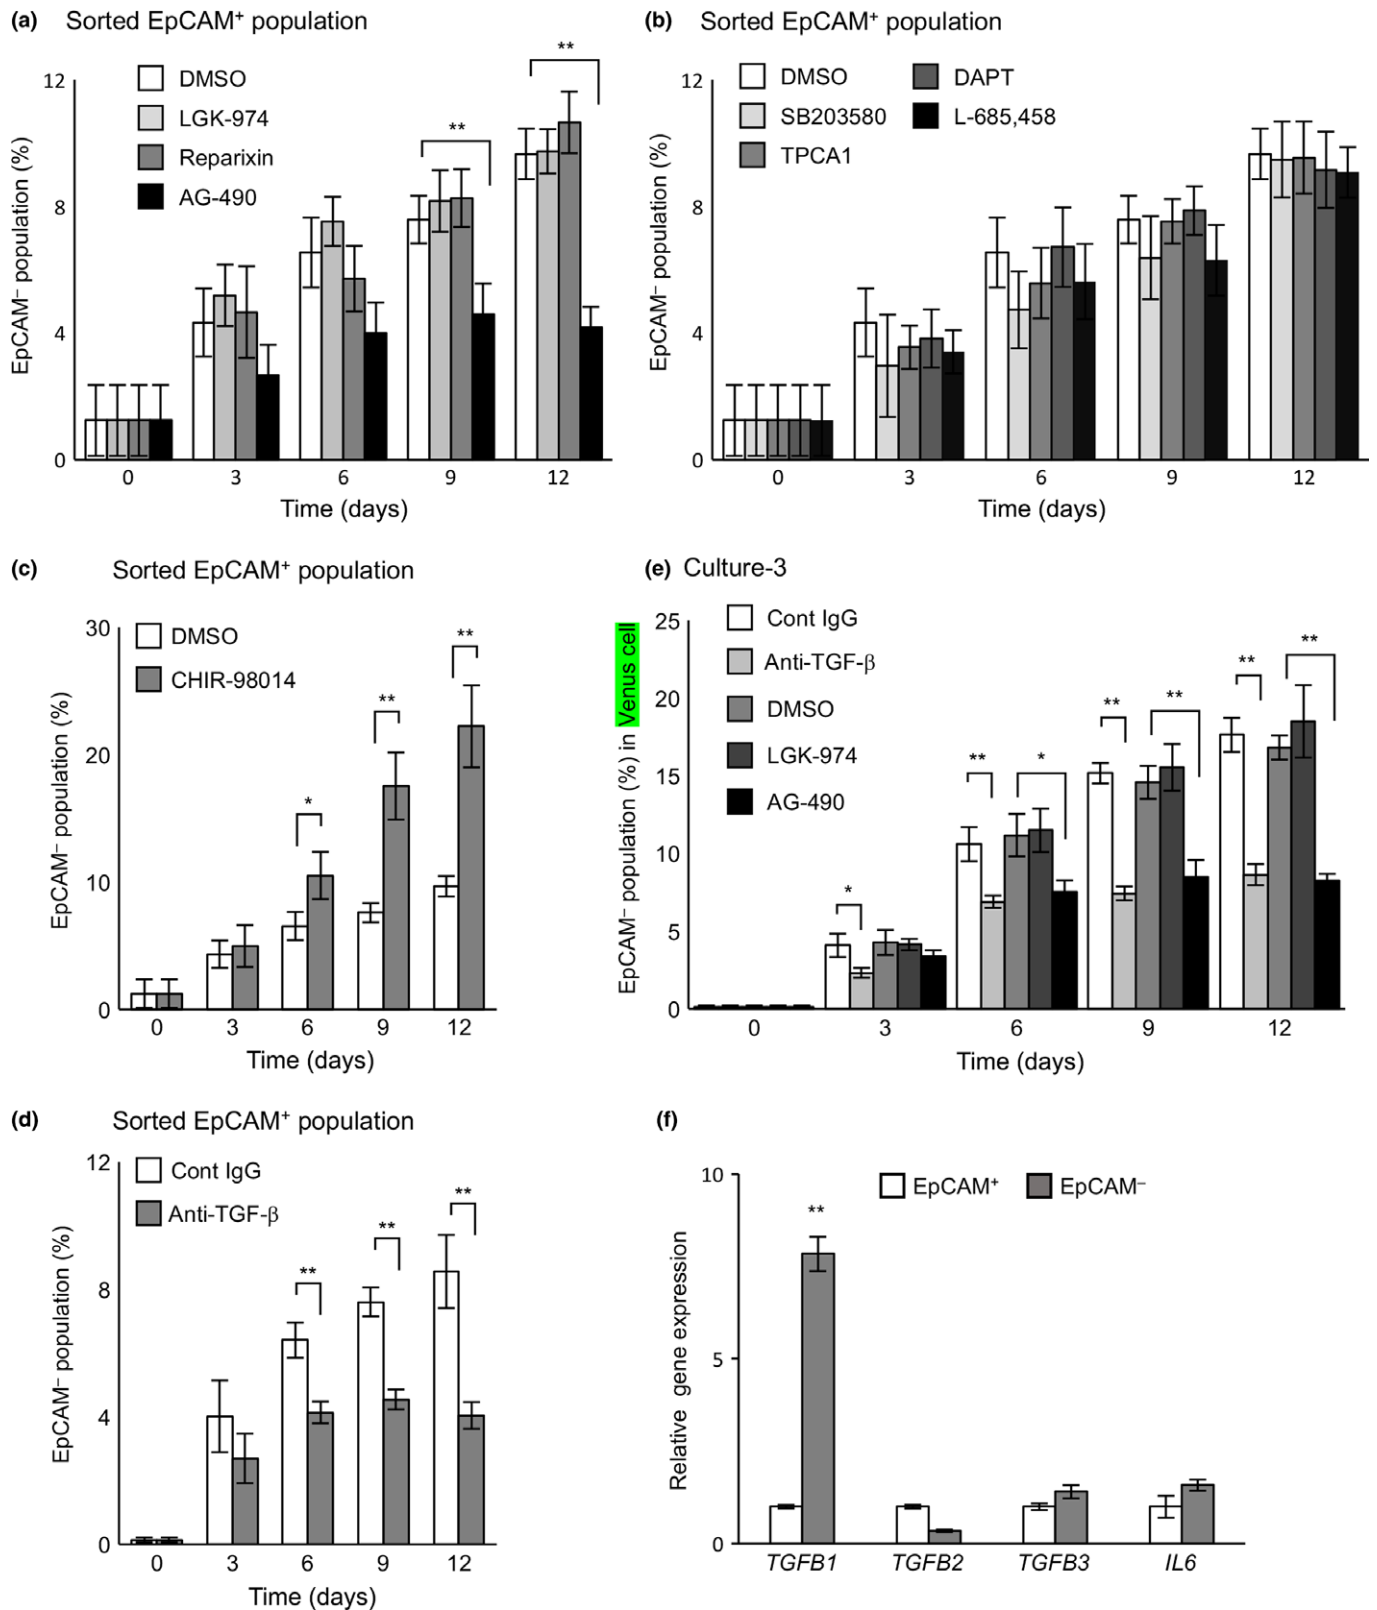 (a) Sorted EpCAM⁺ population
DMSO
LGK-974
Reparixin
AG-490
**
**
EpCAM⁻ population (%)
12
8
4
0
0 3 6 9 12
Time (days)
(b) Sorted EpCAM⁺ population
DMSO
SB203580
TPCA1
DAPT
L-685,458
EpCAM⁻ population (%)
12
8
4
0
0 3 6 9 12
Time (days)
(c) Sorted EpCAM⁺ population
DMSO
CHIR-98014
*
**
**
EpCAM⁻ population (%)
30
20
10
0
0 3 6 9 12
Time (days)
(e) Culture-3
Cont IgG
Anti-TGF-β
DMSO
LGK-974
AG-490
*
** *
** **
** **
EpCAM⁻ population (%) in Venus cell
25
20
15
10
5
0
0 3 6 9 12
Time (days)
(d) Sorted EpCAM⁺ population
Cont IgG
Anti-TGF-β
**
**
**
EpCAM⁻ population (%)
12
8
4
0
0 3 6 9 12
Time (days)
(f)
EpCAM⁺ EpCAM⁻
**
Relative gene expression
10
5
0
TGFB1 TGFB2 TGFB3 IL6